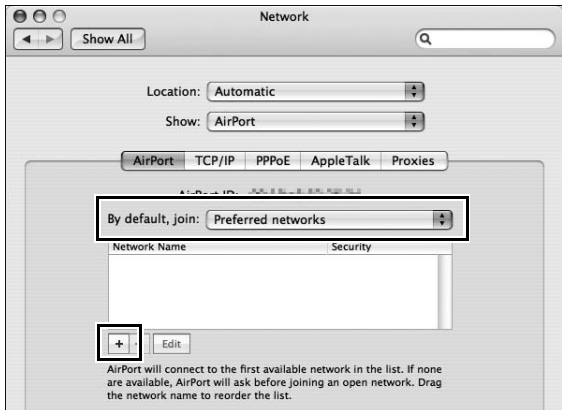 Network
Show All
Location: Automatic
Show: AirPort
AirPort TCP/IP PPPoE AppleTalk Proxies
AirPort ID:
By default, join: Preferred networks
Network Name Security
+ Edit
AirPort will connect to the first available network in the list. If none
are available, AirPort will ask before joining an open network. Drag
the network name to reorder the list.